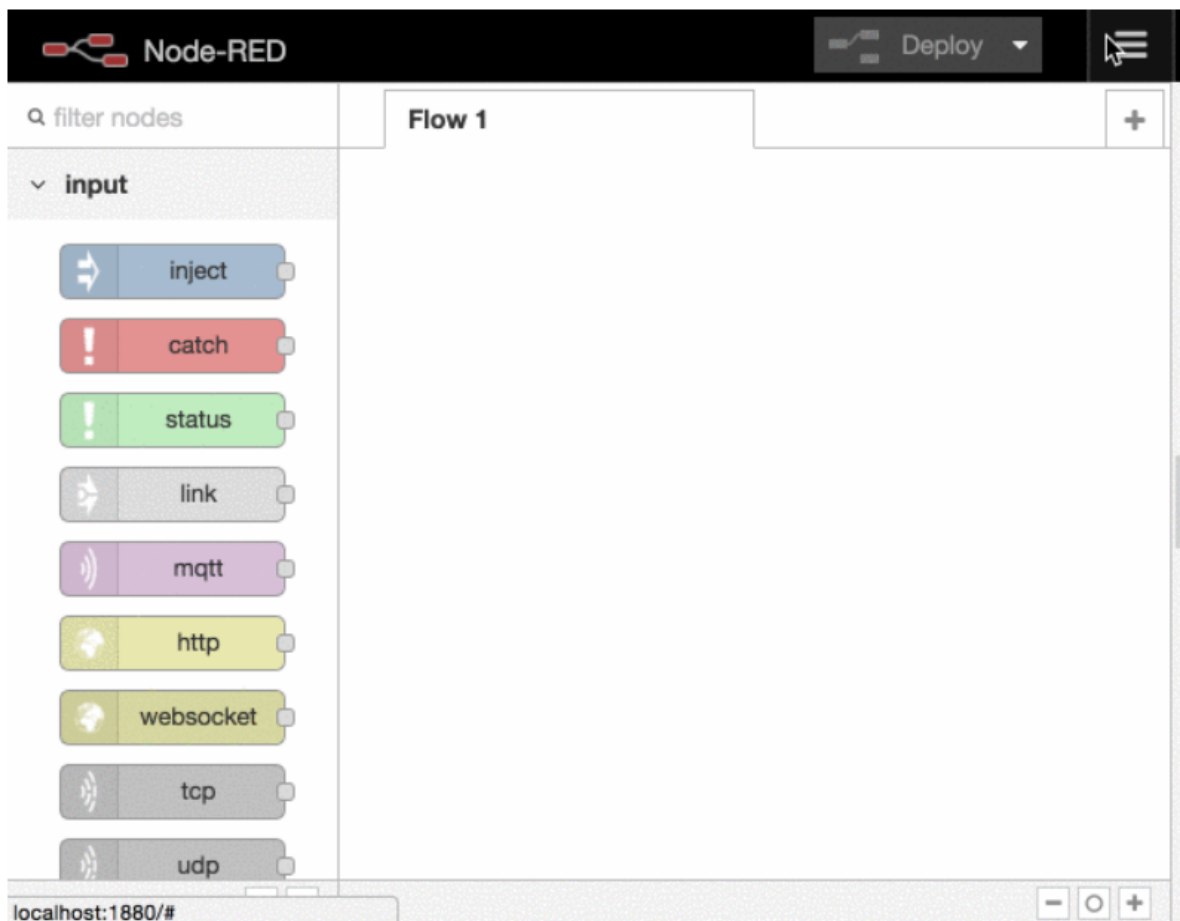 Node-RED
Deploy
filter nodes
Flow 1
+
input
inject
catch
status
link
mqtt
http
websocket
tcp
udp
localhost:1880/#
- +